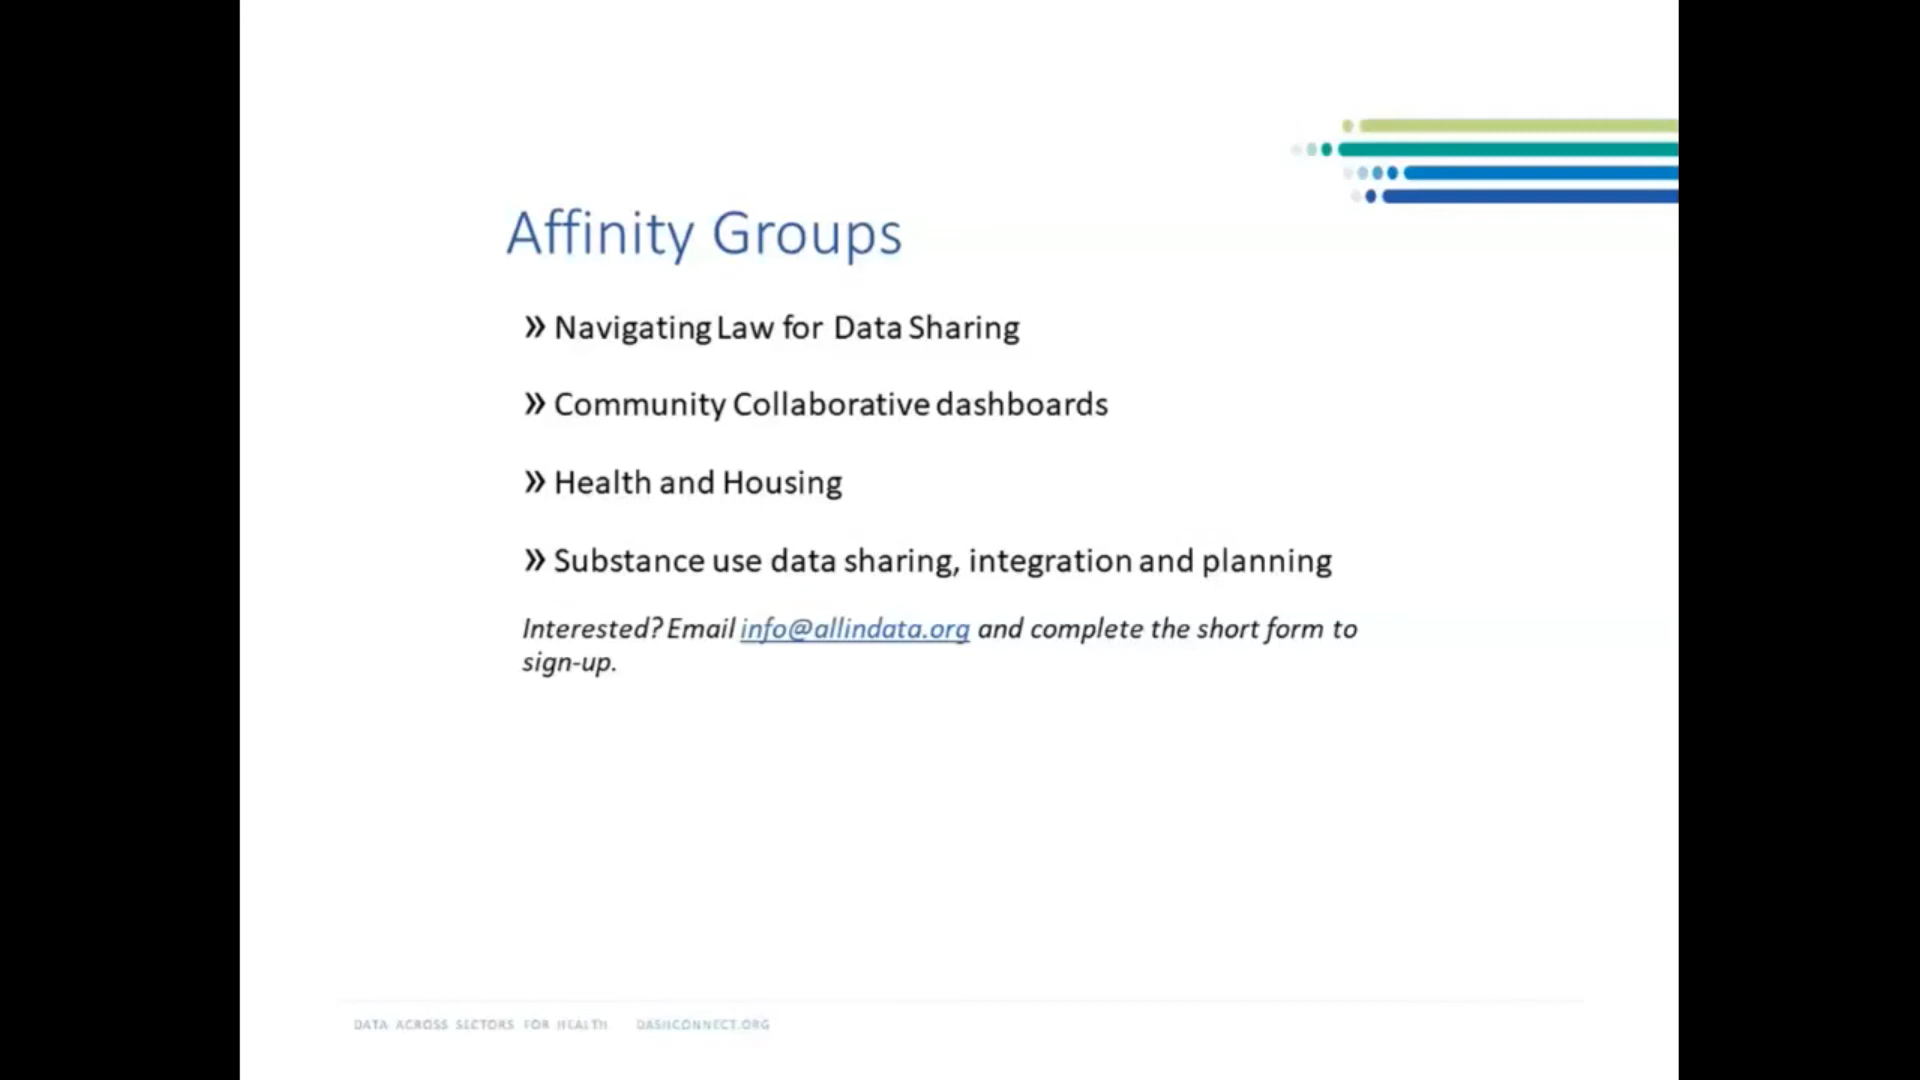 Affinity Groups
» Navigating Law for Data Sharing
» Community Collaborative dashboards
» Health and Housing
» Substance use data sharing, integration and planning
Interested? Email info@allindata.org and complete the short form to
sign-up.
DATA ACROSS SECTORS FOR HEALTH DASHCONNECT.ORG